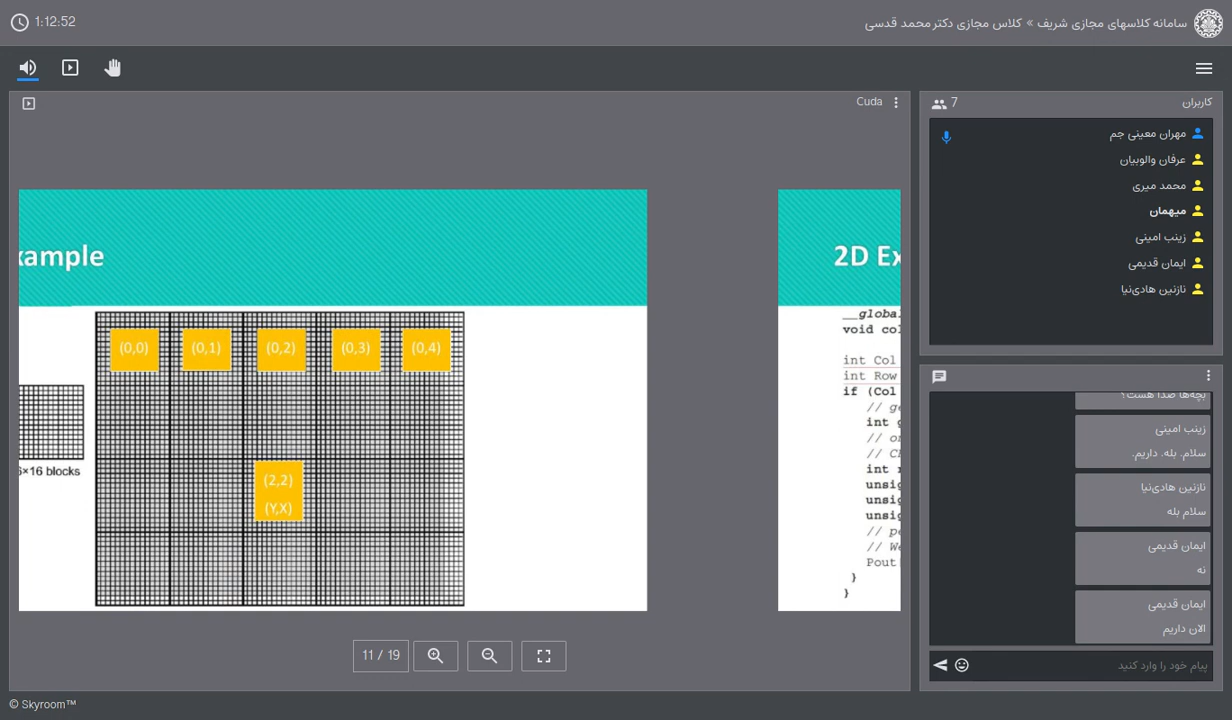 1:12:52
سامانه کلاسهای مجازی شریف » کلاس مجازی دکتر محمد قدسی
Cuda
xample
(0,0) (0,1) (0,2) (0,3) (0,4)
(2,2)
(Y,X)
6×16 blocks
2D Ex
__globa
void col
int Col
int Row
if (Col
// ge
int g
// on
int r
unsig
unsig
unsig
// pe
// We
Pout
}
}
11 / 19
7
کاربران
مهران معینی جم
عرفان والوبیان
محمد میری
میهمان
زینب امینی
ایمان قدیمی
نازنین هادی‌نیا
بچه‌ها صدا هست؟
زینب امینی
سلام. بله. داریم.
نازنین هادی‌نیا
سلام بله
ایمان قدیمی
نه
ایمان قدیمی
الان داریم
پیام خود را وارد کنید
© Skyroom™